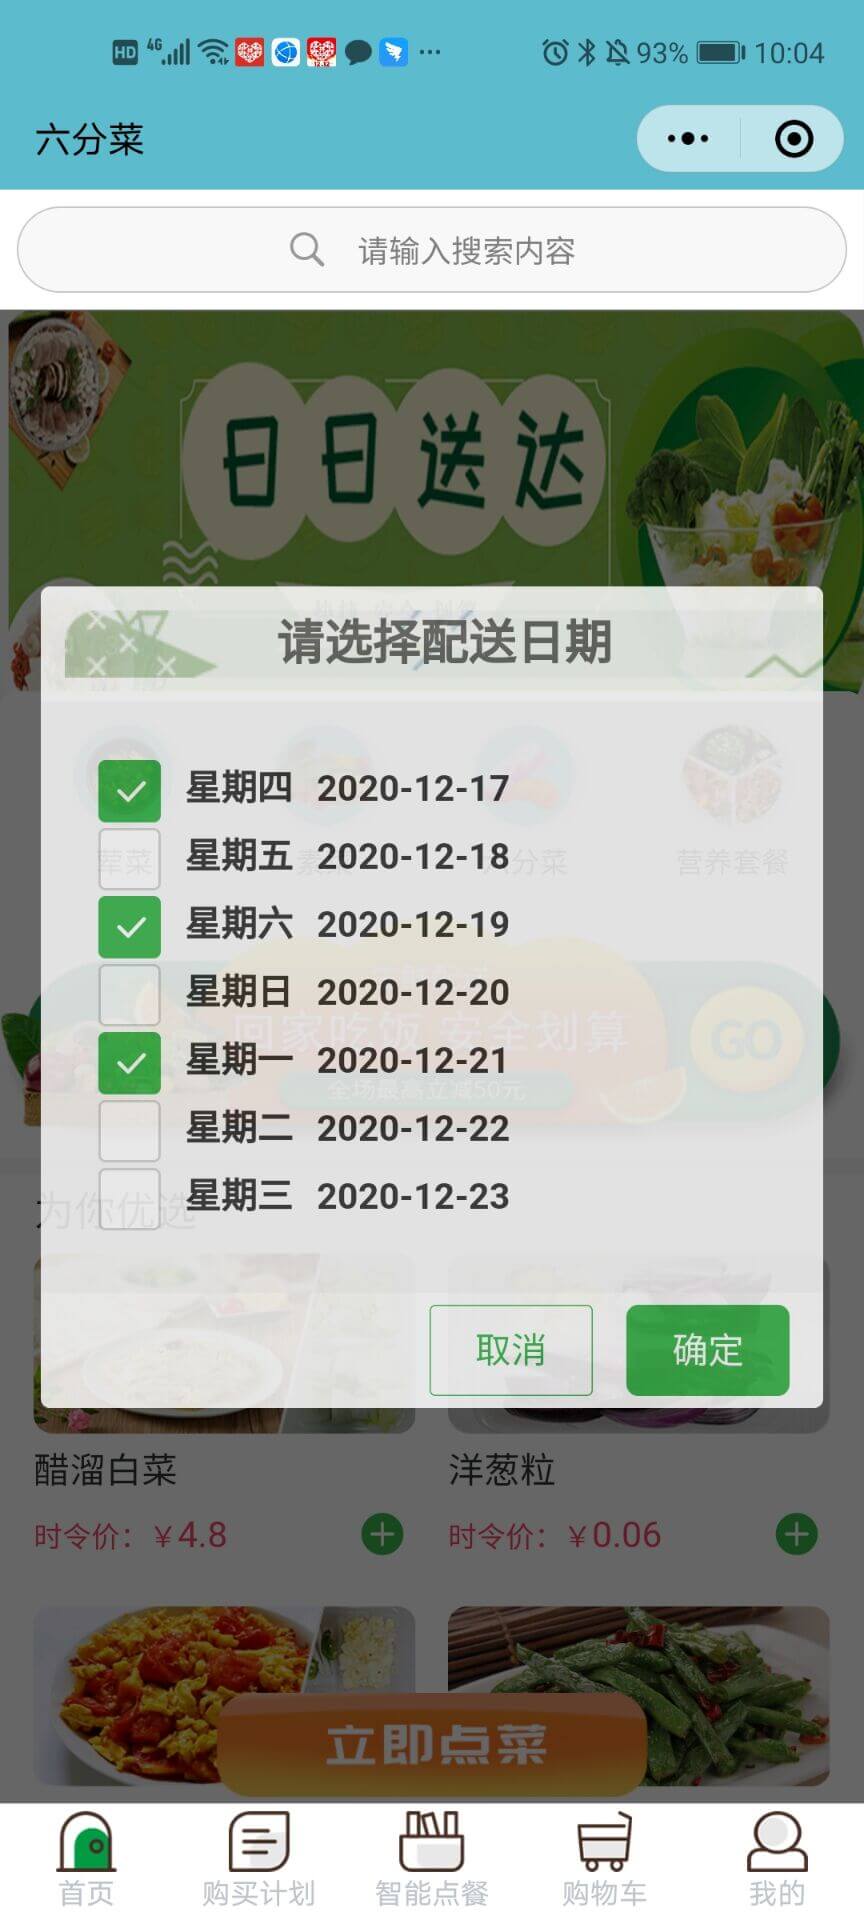 HD 4G 93% 10:04
六分菜
请输入搜索内容
日日送达
请选择配送日期
星期四 2020-12-17
星期五 2020-12-18
荤菜 素菜 六分菜 营养套餐
星期六 2020-12-19
星期日 2020-12-20
回家吃饭 安全划算 GO
星期一 2020-12-21
全场最高立减50元
星期二 2020-12-22
星期三 2020-12-23
为你优选
取消 确定
醋溜白菜 洋葱粒
时令价：￥4.8 时令价：￥0.06
立即点菜
首页 购买计划 智能点餐 购物车 我的